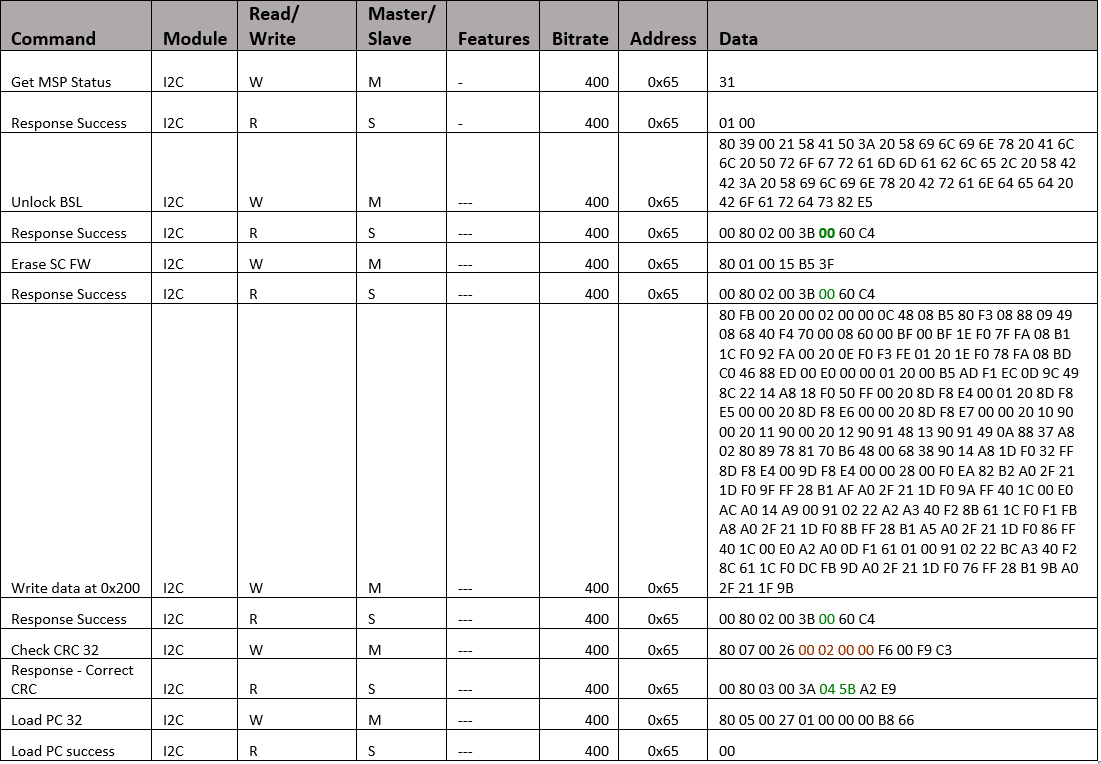 Command Module Read/ Write Master/ Slave Features Bitrate Address Data
Get MSP Status I2C W M - 400 0x65 31
Response Success I2C R S - 400 0x65 01 00
Unlock BSL I2C W M --- 400 0x65 80 39 00 21 58 41 50 3A 20 58 69 6C 69 6E 78 20 41 6C
6C 20 50 72 6F 67 72 61 6D 6D 61 62 6C 65 2C 20 58 42
42 3A 20 58 69 6C 69 6E 78 20 42 72 61 6E 64 65 64 20
42 6F 61 72 64 73 82 E5
Response Success I2C R S --- 400 0x65 00 80 02 00 3B 00 60 C4
Erase SC FW I2C W M --- 400 0x65 80 01 00 15 B5 3F
Response Success I2C R S --- 400 0x65 00 80 02 00 3B 00 60 C4
Write data at 0x200 I2C W M --- 400 0x65 80 FB 00 20 00 02 00 00 0C 48 08 B5 80 F3 08 88 09 49
08 68 40 F4 70 00 08 60 00 BF 00 BF 1E F0 7F FA 08 B1
1C F0 92 FA 00 20 0E F0 F3 FE 01 20 1E F0 78 FA 08 BD
C0 46 88 ED 00 E0 00 00 01 20 00 B5 AD F1 EC 0D 9C 49
8C 22 14 A8 18 F0 50 FF 00 20 8D F8 E4 00 01 20 8D F8
E5 00 00 20 8D F8 E6 00 00 20 8D F8 E7 00 00 20 10 90
00 20 11 90 00 20 12 90 91 48 13 90 91 49 0A 88 37 A8
02 80 89 78 81 70 B6 48 00 68 38 90 14 A8 1D F0 32 FF
8D F8 E4 00 9D F8 E4 00 00 28 00 F0 EA 82 B2 A0 2F 21
1D F0 9F FF 28 B1 AF A0 2F 21 1D F0 9A FF 40 1C 00 E0
AC A0 14 A9 00 91 02 22 A2 A3 40 F2 8B 61 1C F0 F1 FB
A8 A0 2F 21 1D F0 8B FF 28 B1 A5 A0 2F 21 1D F0 86 FF
40 1C 00 E0 A2 A0 0D F1 61 01 00 91 02 22 BC A3 40 F2
8C 61 1C F0 DC FB 9D A0 2F 21 1D F0 76 FF 28 B1 9B A0
2F 21 1F 9B
Response Success I2C R S --- 400 0x65 00 80 02 00 3B 00 60 C4
Check CRC 32 I2C W M --- 400 0x65 80 07 00 26 00 02 00 00 F6 00 F9 C3
Response - Correct
CRC I2C R S --- 400 0x65 00 80 03 00 3A 04 5B A2 E9
Load PC 32 I2C W M --- 400 0x65 80 05 00 27 01 00 00 00 B8 66
Load PC success I2C R S --- 400 0x65 00